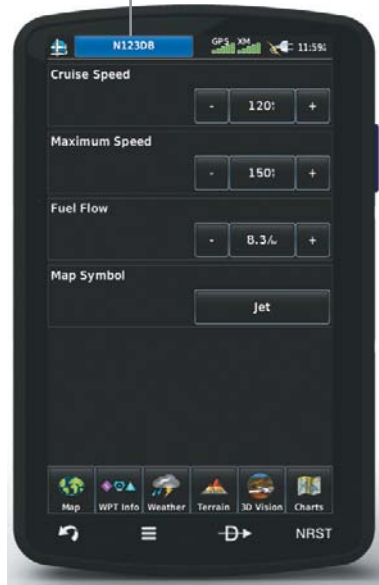 N123DB GPS XM 11:59
Cruise Speed
- 120 +
Maximum Speed
- 150 +
Fuel Flow
- 8.3 +
Map Symbol
Jet
Map WPT Info Weather Terrain 3D Vision Charts
NRST